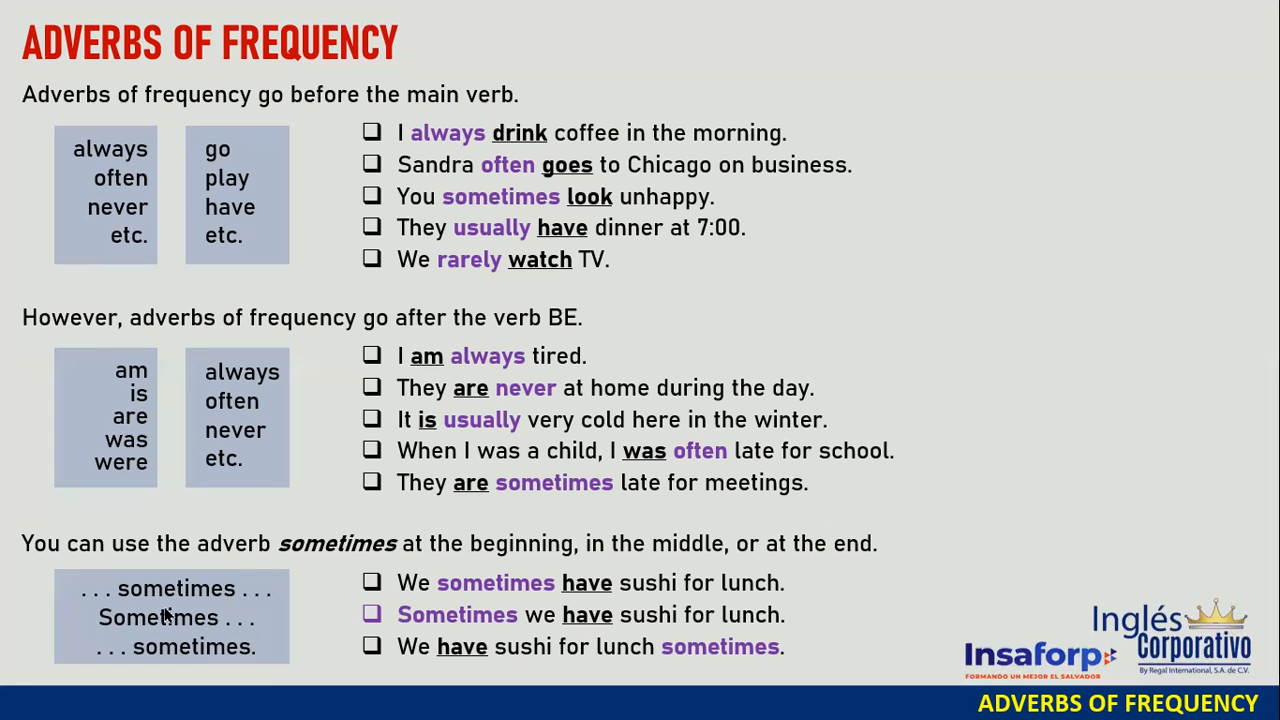 ADVERBS OF FREQUENCY
Adverbs of frequency go before the main verb.
always
often
never
etc.
go
play
have
etc.
I always drink coffee in the morning.
Sandra often goes to Chicago on business.
You sometimes look unhappy.
They usually have dinner at 7:00.
We rarely watch TV.
However, adverbs of frequency go after the verb BE.
am
is
are
was
were
always
often
never
etc.
I am always tired.
They are never at home during the day.
It is usually very cold here in the winter.
When I was a child, I was often late for school.
They are sometimes late for meetings.
You can use the adverb sometimes at the beginning, in the middle, or at the end.
. . . sometimes . . .
Sometimes . . .
. . . sometimes.
We sometimes have sushi for lunch.
Sometimes we have sushi for lunch.
We have sushi for lunch sometimes.
Insaforp
FORMANDO UN MEJOR EL SALVADOR
Inglés
Corporativo
By Regal International, S.A. de C.V.
ADVERBS OF FREQUENCY